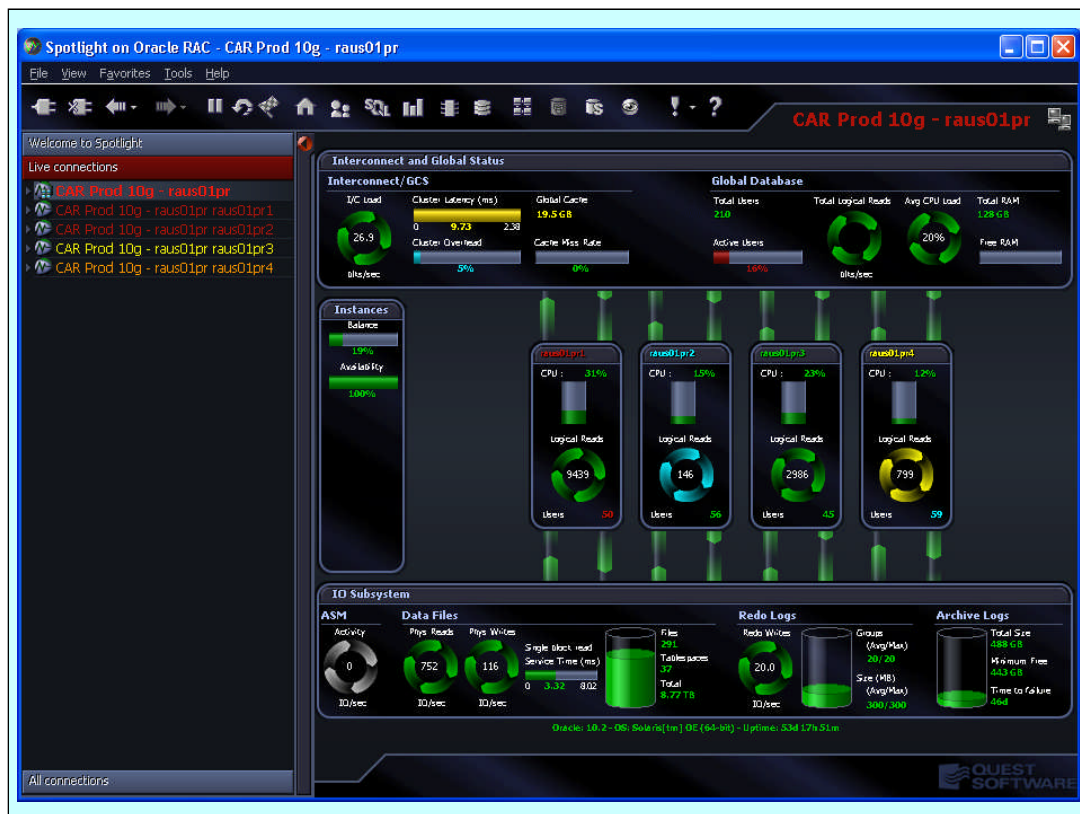 Spotlight on Oracle RAC - CAR Prod 10g - raus01pr
File View Favorites Tools Help
SQL
CAR Prod 10g - raus01pr
Welcome to Spotlight
Live connections
CAR Prod 10g - raus01pr
CAR Prod 10g - raus01pr raus01pr1
CAR Prod 10g - raus01pr raus01pr2
CAR Prod 10g - raus01pr raus01pr3
CAR Prod 10g - raus01pr raus01pr4
All connections
Interconnect and Global Status
Interconnect/GCS
I/C Load
26.9
blks/sec
Cluster Latency (ms)
0 9.73 2.38
Cluster Overhead
5%
Global Cache
19.5 GB
Cache Miss Rate
0%
Global Database
Total Users
210
Active Users
16%
Total Logical Reads
blks/sec
Avg CPU Load
20%
Total RAM
128 GB
Free RAM
Instances
Balance
19%
Availability
100%
raus01pr1
CPU : 31%
Logical Reads
9439
Users 50
raus01pr2
CPU : 15%
Logical Reads
146
Users 56
raus01pr3
CPU : 23%
Logical Reads
2986
Users 45
raus01pr4
CPU : 12%
Logical Reads
799
Users 59
IO Subsystem
ASM
Activity
0
IO/sec
Data Files
Phys Reads
752
IO/sec
Phys Writes
116
IO/sec
Single block read
Service Time (ms)
0 3.32 8.02
Files
291
Tablespaces
37
Total
8.77 TB
Redo Logs
Redo Writes
20.0
IO/sec
Groups
(Avg/Max)
20/20
Size (MB)
(Avg/Max)
300/300
Archive Logs
Total Size
488 GB
Minimum Free
443 GB
Time to failure
46d
Oracle: 10.2 - OS: Solaris[tm] OE (64-bit) - Uptime: 53d 17h 51m
QUEST
SOFTWARE